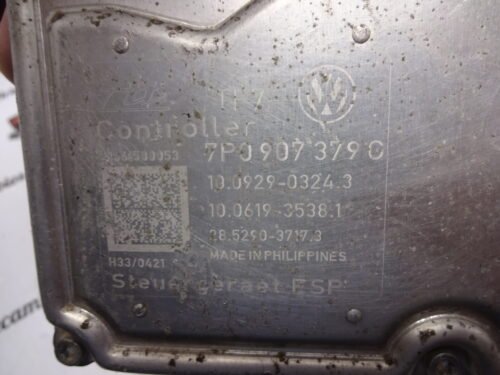 Controller
7P0 907 379 C
10.0929-0324.3
10.0619-3538.1
28.5290-3717.3
H33/0421
MADE IN PHILIPPINES
Steuergeraet ESP